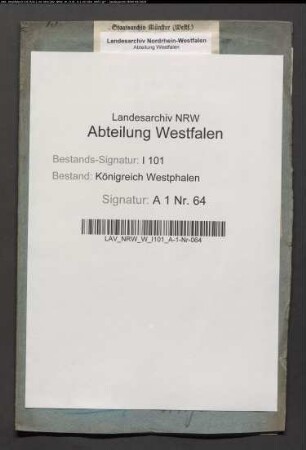 Staatsarchiv Münster (Westf.)
Landesarchiv Nordrhein-Westfalen
Abteilung Westfalen
Landesarchiv NRW
Abteilung Westfalen
Bestands-Signatur: I 101
Bestand: Königreich Westphalen
Signatur: A 1 Nr. 64
LAV_NRW_W_I101_A-1-Nr-064